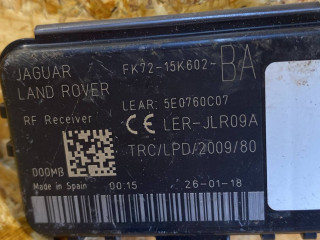 JAGUAR FK72-15K602-BA
LAND ROVER
LEAR: 5E0760C07
RF Receiver CE LER-JLR09A
TRC/LPD/2009/80
D00MB
Made in Spain 00:15 26-01-18